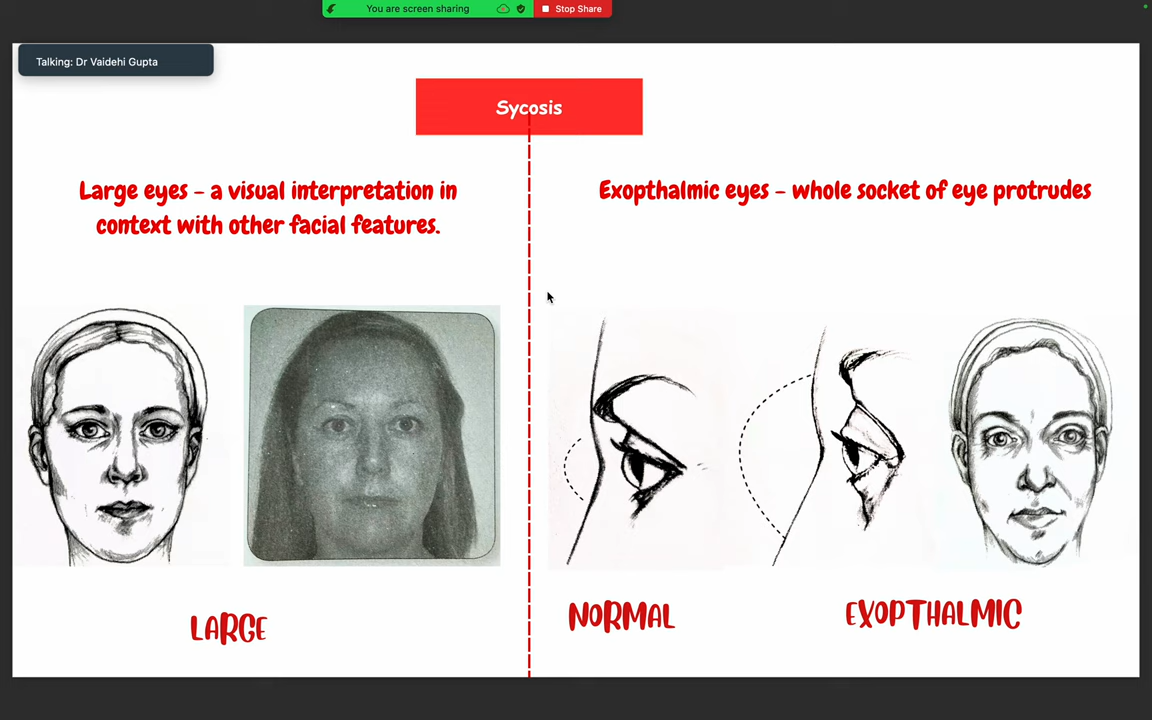 You are screen sharing
Stop Share
Talking: Dr Vaidehi Gupta
Sycosis
Large eyes - a visual interpretation in
context with other facial features.
Exopthalmic eyes - whole socket of eye protrudes
LARGE
NORMAL
EXOPTHALMIC